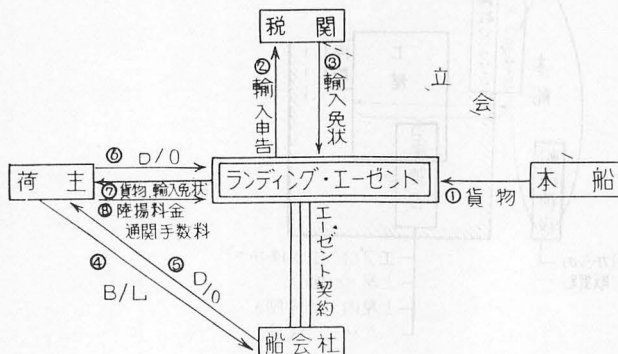 税関
②輸入申告
③輸入免状
立会
⑥ D/O
荷主
⑦貨物、輸入免状
⑧陸揚料金
通関手数料
ランディング・エーゼント
①貨物
本船
④
B/L
⑤
D/O
エーゼント契約
船会社